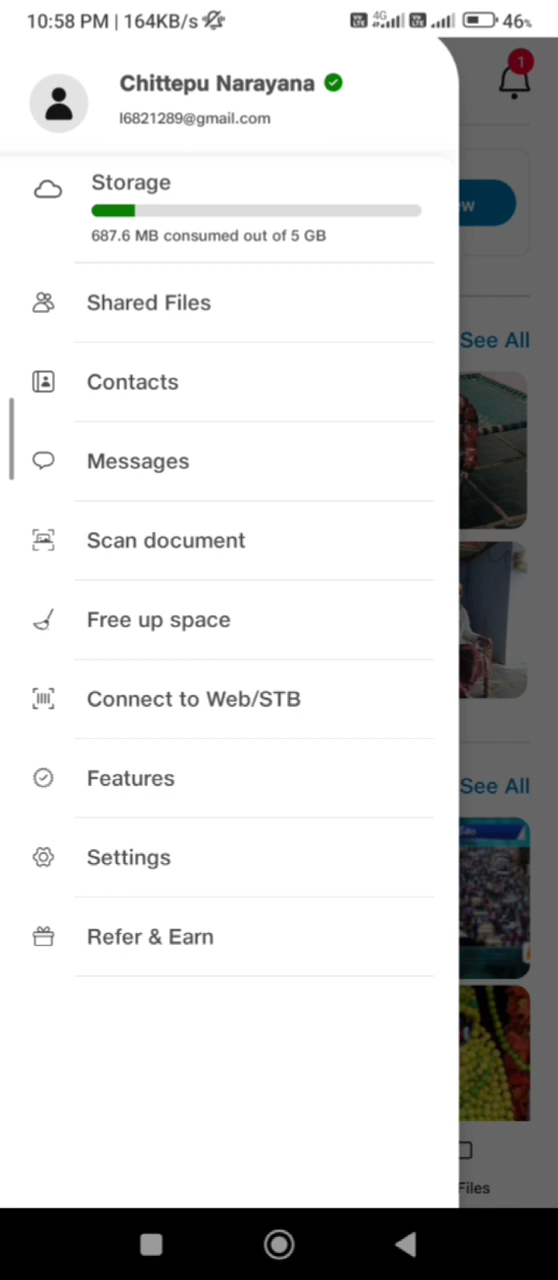 10:58 PM | 164KB/s
4G
46%
1
Chittepu Narayana
l6821289@gmail.com
Storage
687.6 MB consumed out of 5 GB
See All
Shared Files
Contacts
Messages
Scan document
Free up space
Connect to Web/STB
See All
Features
Settings
Refer & Earn
Files